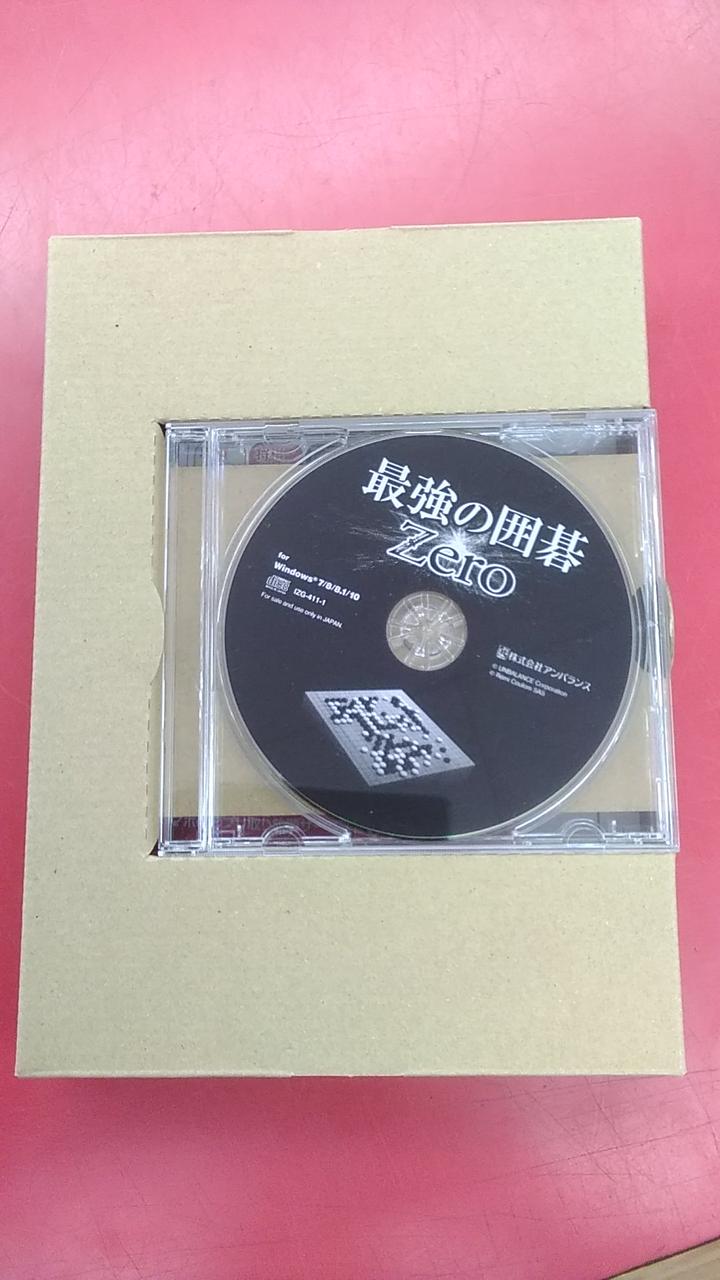 最強の囲碁
Zero
for
Windows® 7/8/8.1/10
IZG-411-1
For sale and use only in JAPAN.
株式会社アンバランス
© UNBALANCE Corporation
© Remi Coulom SAS